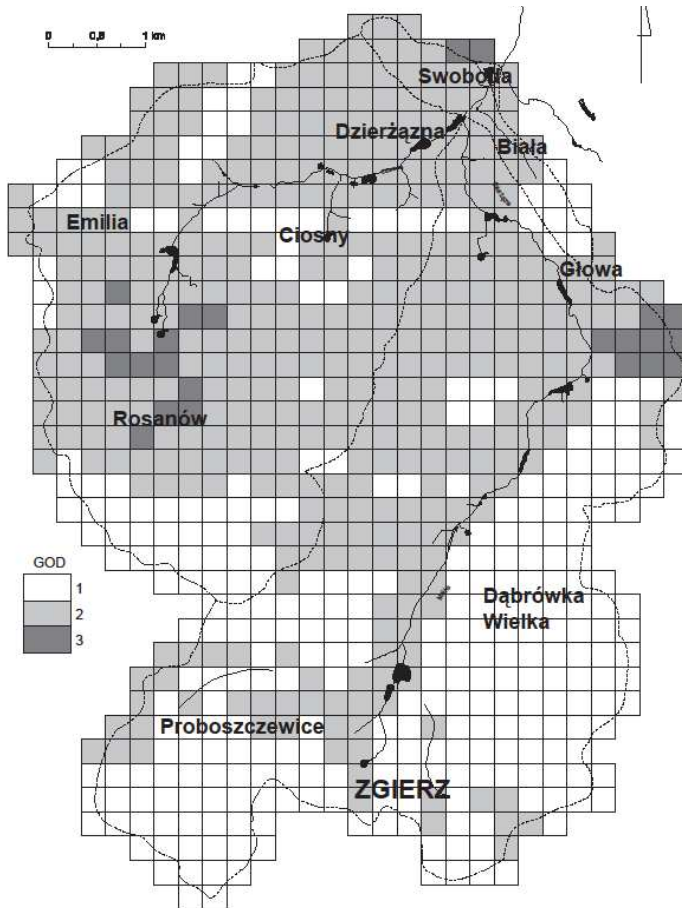 0 0,5 1 km
Swoboda
Dzierżązna
Biała
Emilia
Ciosny
Głowa
Rosanów
GOD
1
2
3
Dąbrówka
Wielka
Proboszczewice
ZGIERZ